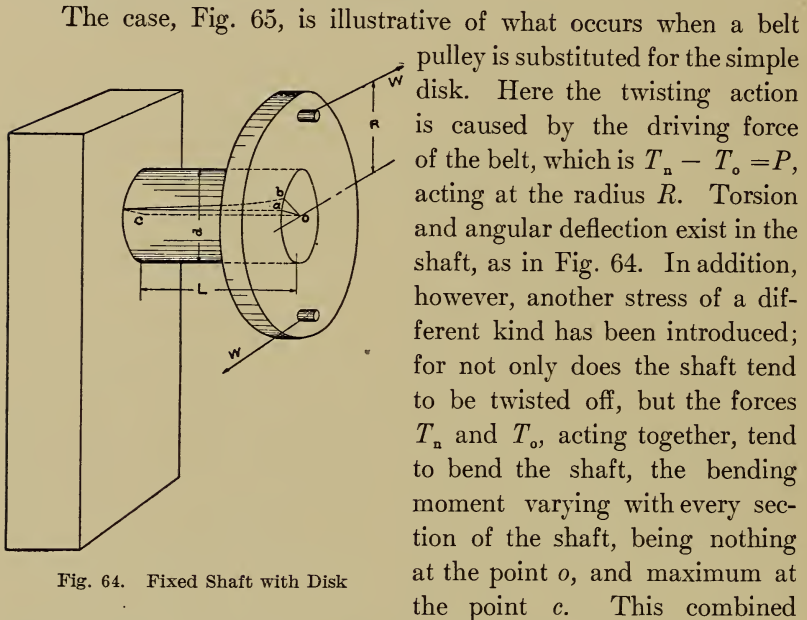 The case, Fig. 65, is illustrative of what occurs when a belt
pulley is substituted for the simple
disk. Here the twisting action
is caused by the driving force
of the belt, which is Tₙ − Tₒ = P,
acting at the radius R. Torsion
and angular deflection exist in the
shaft, as in Fig. 64. In addition,
however, another stress of a dif-
ferent kind has been introduced;
for not only does the shaft tend
to be twisted off, but the forces
Tₙ and Tₒ, acting together, tend
to bend the shaft, the bending
moment varying with every sec-
tion of the shaft, being nothing
at the point o, and maximum at
the point c. This combined
W
R
b
a
o
c
d
L
W
Fig. 64. Fixed Shaft with Disk